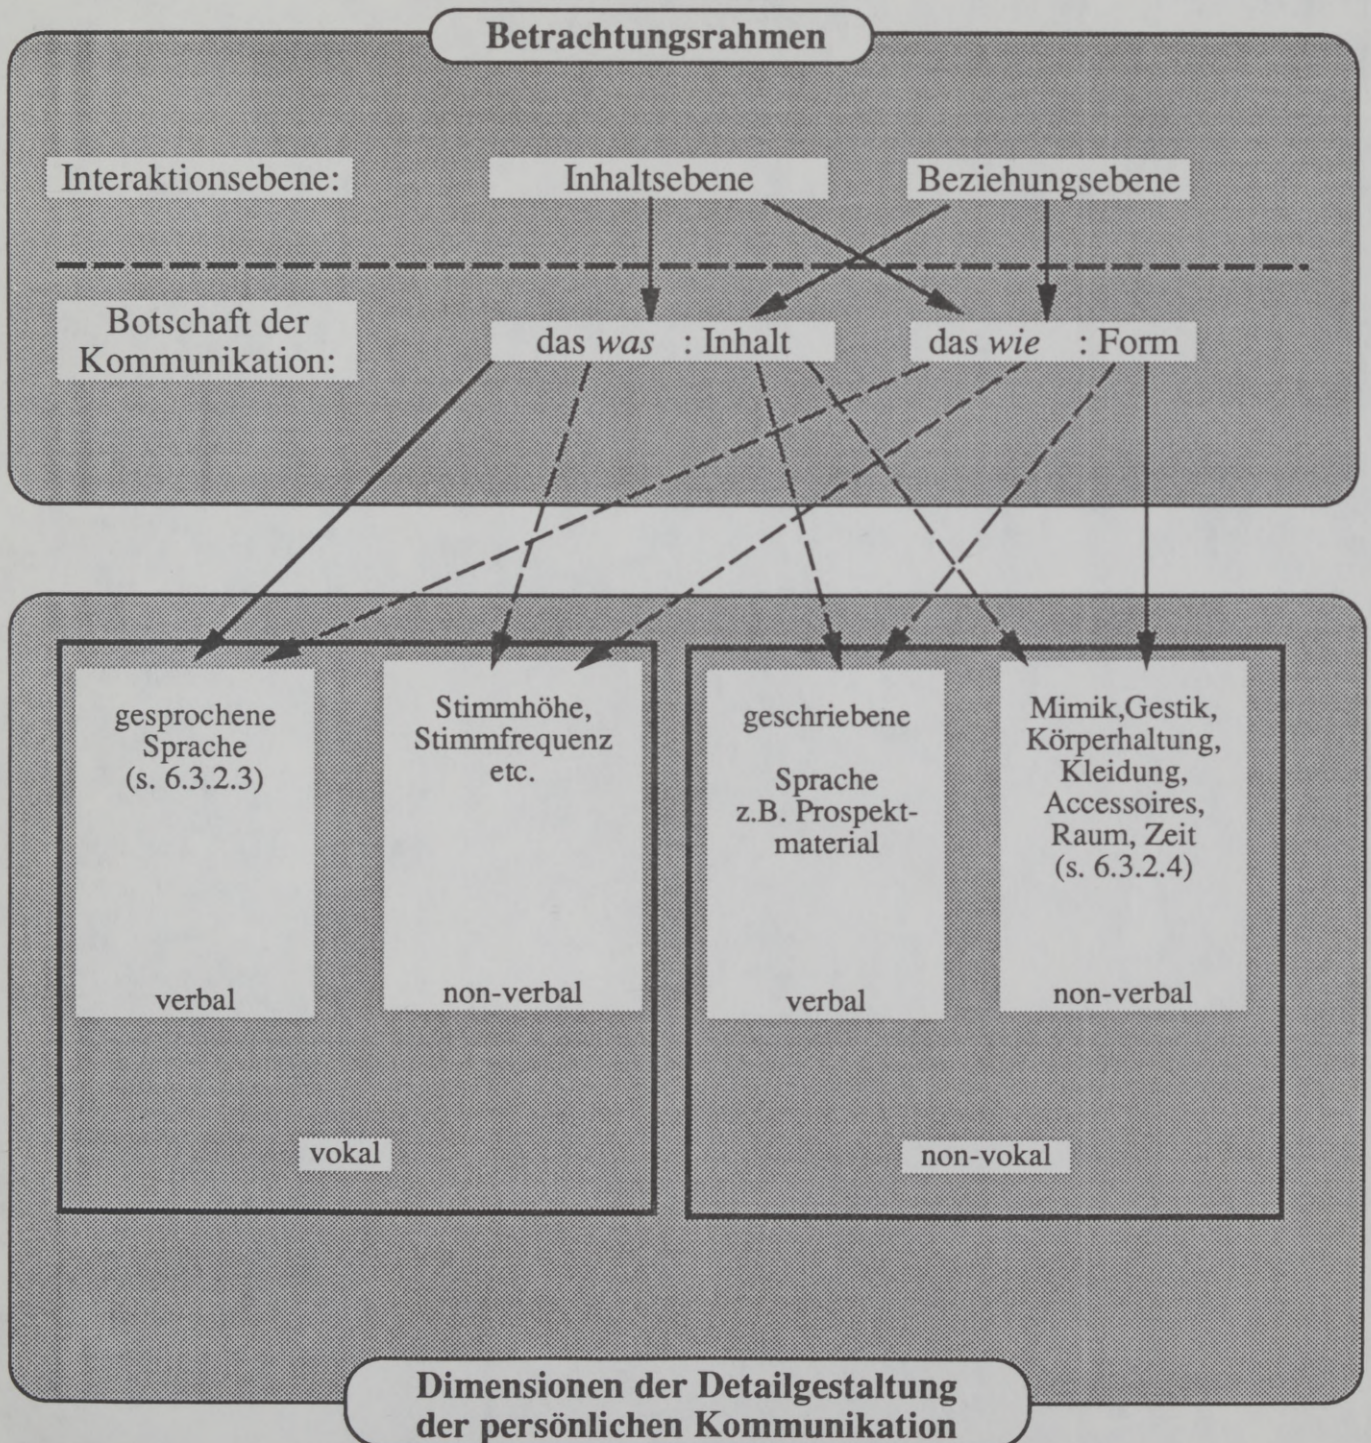 Betrachtungsrahmen
Interaktionsebene:
Inhaltsebene
Beziehungsebene
Botschaft der
Kommunikation:
das was : Inhalt
das wie : Form
gesprochene
Sprache
(s. 6.3.2.3)
verbal
Stimmhöhe,
Stimmfrequenz
etc.
non-verbal
vokal
geschriebene
Sprache
z.B. Prospekt-
material
verbal
Mimik,Gestik,
Körperhaltung,
Kleidung,
Accessoires,
Raum, Zeit
(s. 6.3.2.4)
non-verbal
non-vokal
Dimensionen der Detailgestaltung
der persönlichen Kommunikation